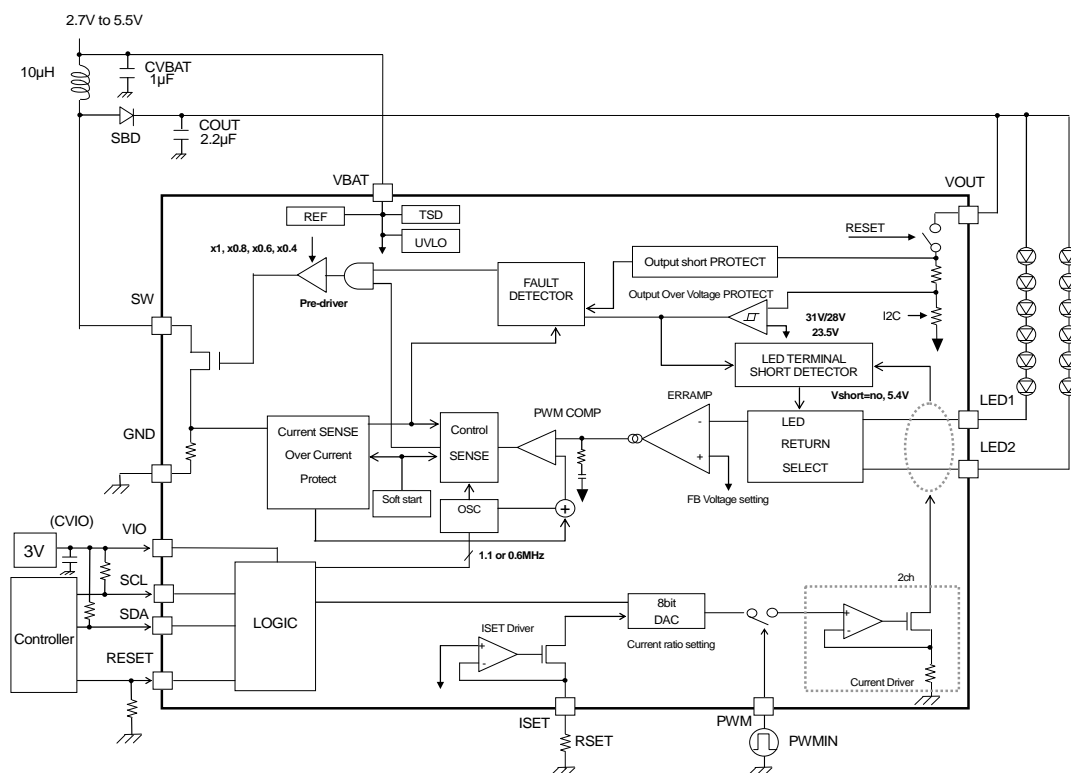 2.7V to 5.5V
10µH
CVBAT
1µF
SBD
COUT
2.2µF
VBAT
VOUT
REF
TSD
UVLO
RESET
x1, x0.8, x0.6, x0.4
Pre-driver
FAULT
DETECTOR
Output short PROTECT
Output Over Voltage PROTECT
31V/28V
23.5V
I2C
SW
LED TERMINAL
SHORT DETECTOR
Vshort=no, 5.4V
LED1
LED2
ERRAMP
-
+
LED
RETURN
SELECT
FB Voltage setting
PWM COMP
GND
Current SENSE
Over Current
Protect
Control
SENSE
Soft start
OSC
+
1.1 or 0.6MHz
(CVIO)
3V
VIO
SCL
SDA
RESET
Controller
LOGIC
ISET Driver
+
-
8bit
DAC
Current ratio setting
2ch
+
-
Current Driver
ISET
RSET
PWM
PWMIN